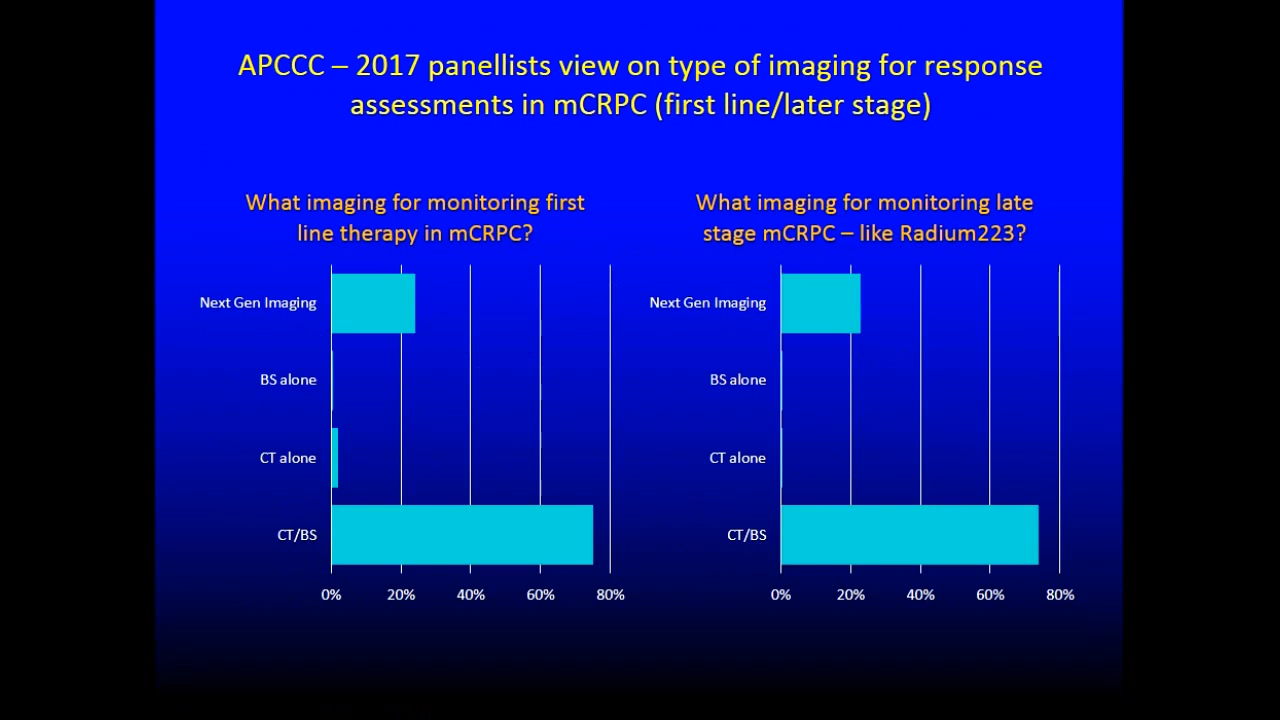 APCCC – 2017 panellists view on type of imaging for response
assessments in mCRPC (first line/later stage)
What imaging for monitoring first
line therapy in mCRPC?
Next Gen Imaging
BS alone
CT alone
CT/BS
0% 20% 40% 60% 80%
What imaging for monitoring late
stage mCRPC – like Radium223?
Next Gen Imaging
BS alone
CT alone
CT/BS
0% 20% 40% 60% 80%